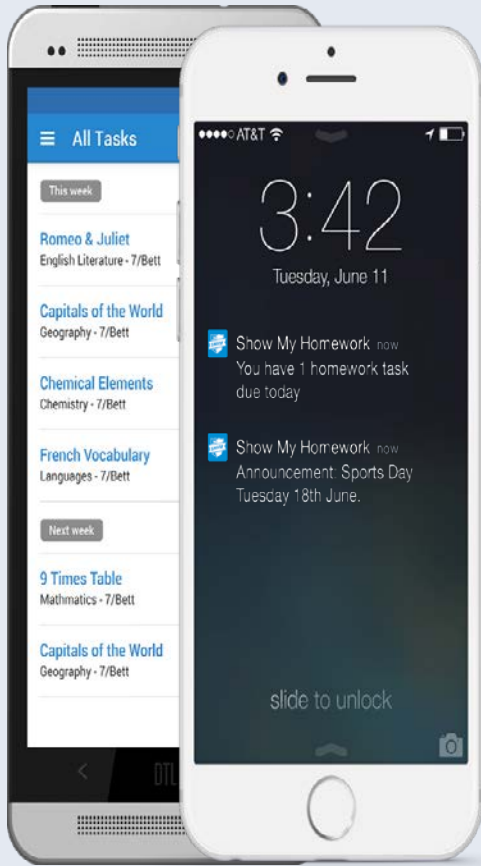 All Tasks
This week
Romeo & Juliet
English Literature - 7/Bett
Capitals of the World
Geography - 7/Bett
Chemical Elements
Chemistry - 7/Bett
French Vocabulary
Languages - 7/Bett
Next week
9 Times Table
Mathmatics - 7/Bett
Capitals of the World
Geography - 7/Bett
AT&T
3:42
Tuesday, June 11
Show My Homework now
You have 1 homework task
due today
Show My Homework now
Announcement: Sports Day
Tuesday 18th June.
slide to unlock